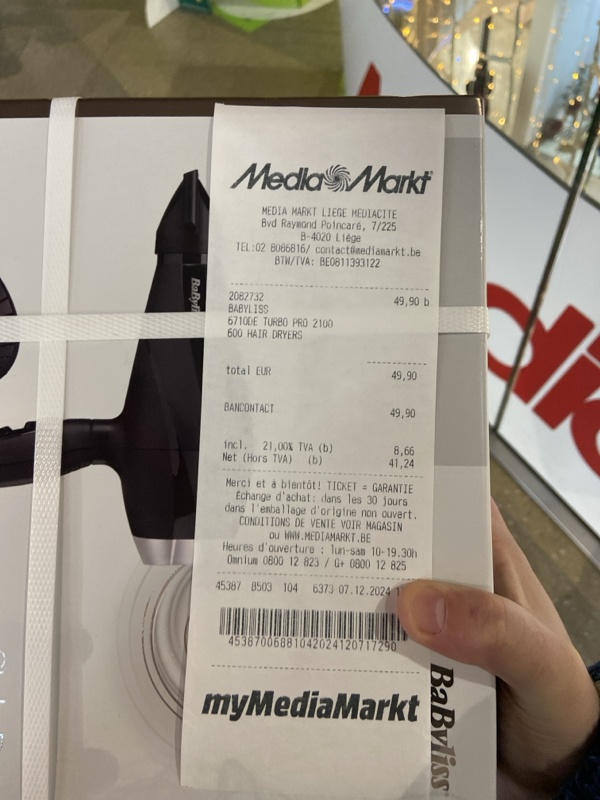 Media Markt
MEDIA MARKT LIEGE MEDIACITE
Bvd Raymond Poincaré, 7/225
B-4020 Liège
TEL:02 8086816/ contact@mediamarkt.be
BTW/TVA: BE0811393122
2082732 49,90 b
BABYLISS
6710DE TURBO PRO 2100
600 HAIR DRYERS
total EUR 49,90
BANCONTACT 49,90
incl. 21,00% TVA (b) 8,66
Net (Hors TVA) (b) 41,24
Merci et à bientôt! TICKET = GARANTIE
Échange d'achat: dans les 30 jours
dans l'emballage d'origine non ouvert.
CONDITIONS DE VENTE VOIR MAGASIN
ou WWW.MEDIAMARKT.BE
Heures d'ouverture : lun-sam 10-19.30h
Omnium 0800 12 823 / G+ 0800 12 825
45387 8503 104 6373 07.12.2024
45387006881042024120717290
myMediaMarkt
BaByliss